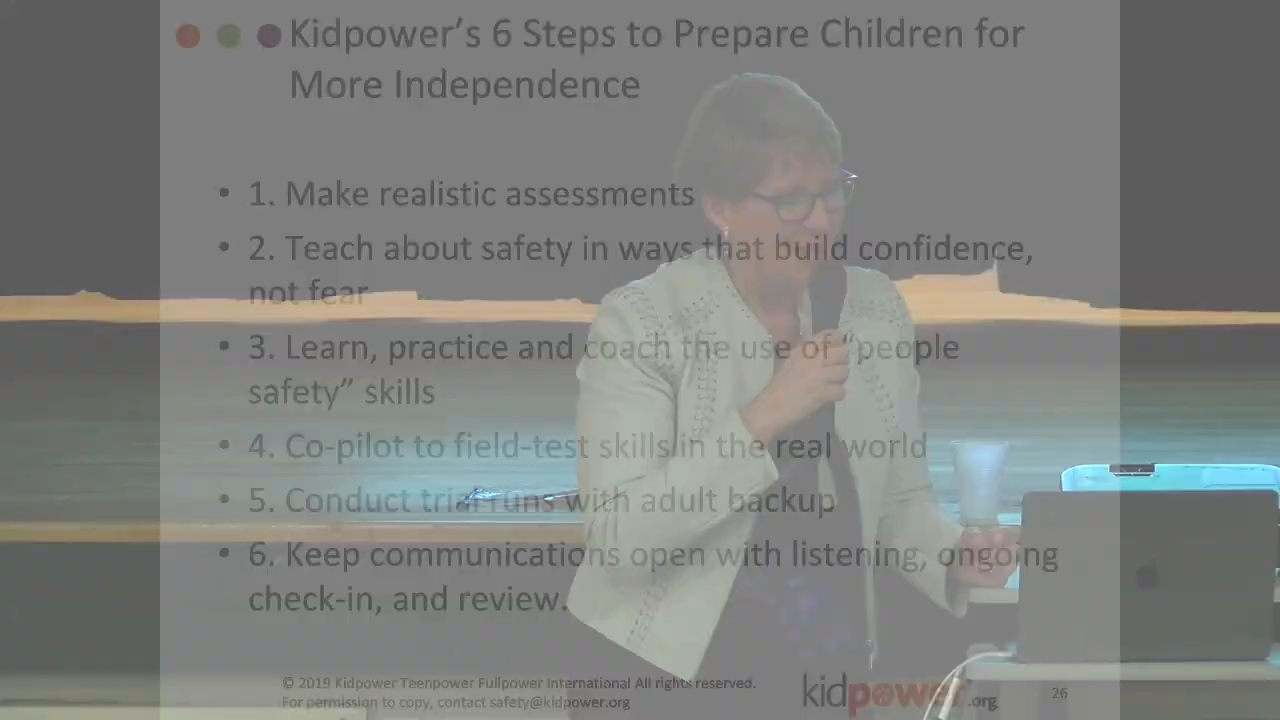 Kidpower’s 6 Steps to Prepare Children for
More Independence
• 1. Make realistic assessments
• 2. Teach about safety in ways that build confidence,
not fear
• 3. Learn, practice and coach the use of “people
safety” skills
• 4. Co-pilot to field-test skills in the real world
• 5. Conduct trial runs with adult backup
• 6. Keep communications open with listening, ongoing
check-in, and review.
© 2019 Kidpower Teenpower Fullpower International All rights reserved.
For permission to copy, contact safety@kidpower.org
kidpower.org
26